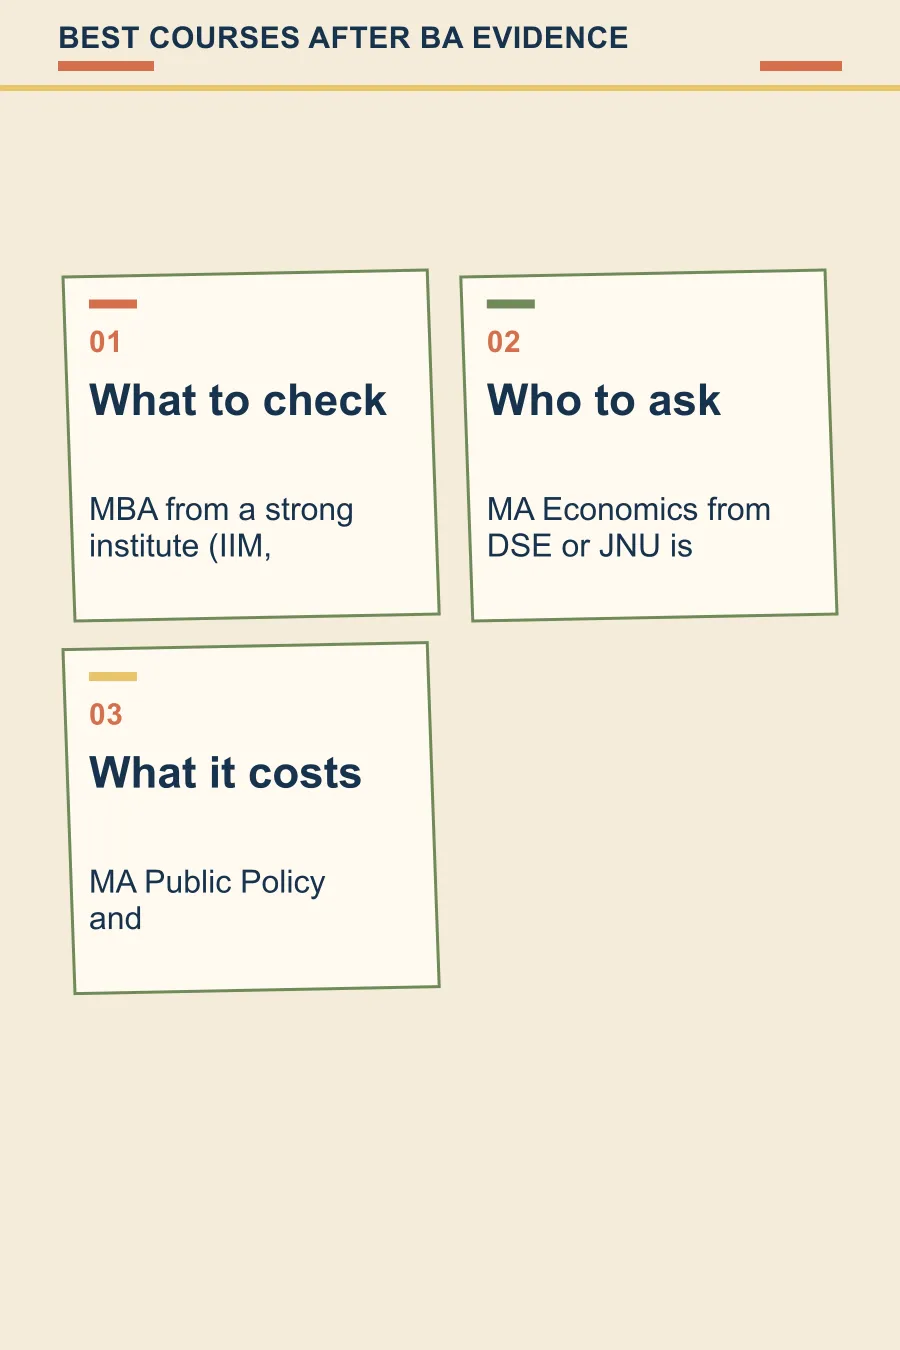 BEST COURSES AFTER BA EVIDENCE
01
What to check
MBA from a strong
institute (IIM,
02
Who to ask
MA Economics from
DSE or JNU is
03
What it costs
MA Public Policy
and